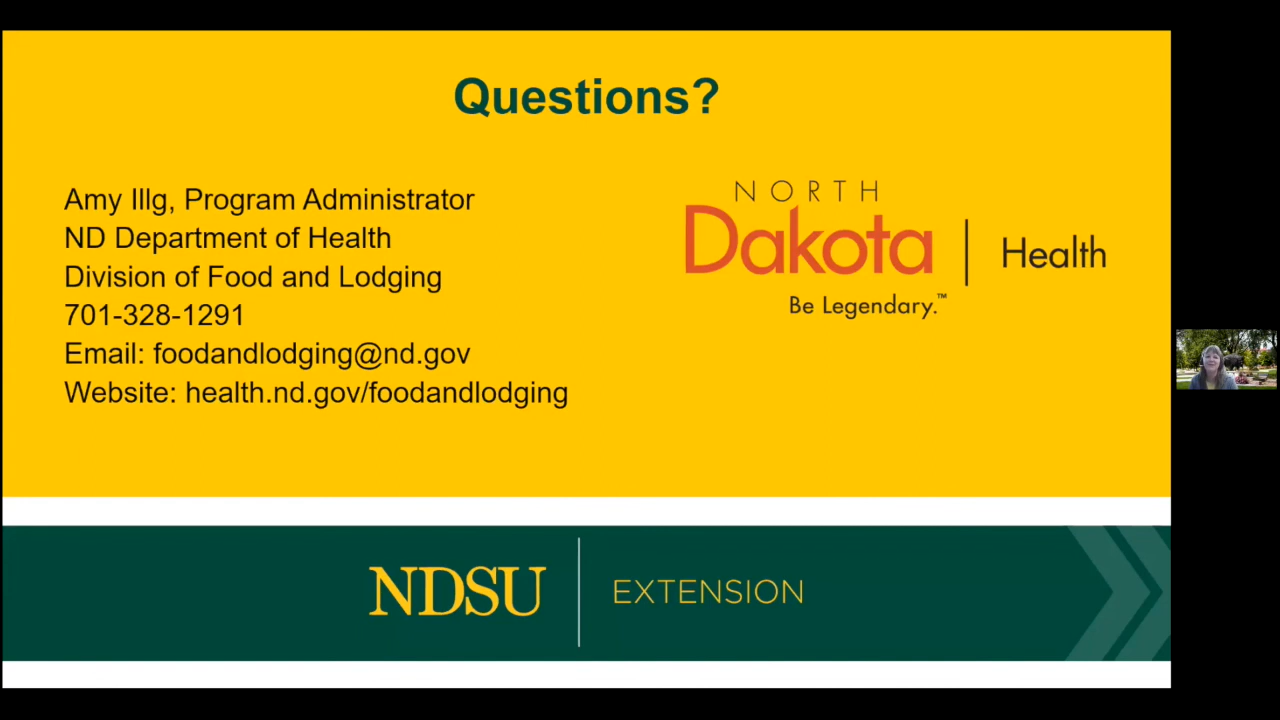 Questions?
Amy Illg, Program Administrator
ND Department of Health
Division of Food and Lodging
701-328-1291
Email: foodandlodging@nd.gov
Website: health.nd.gov/foodandlodging
NORTH
Dakota | Health
Be Legendary.™
NDSU | EXTENSION